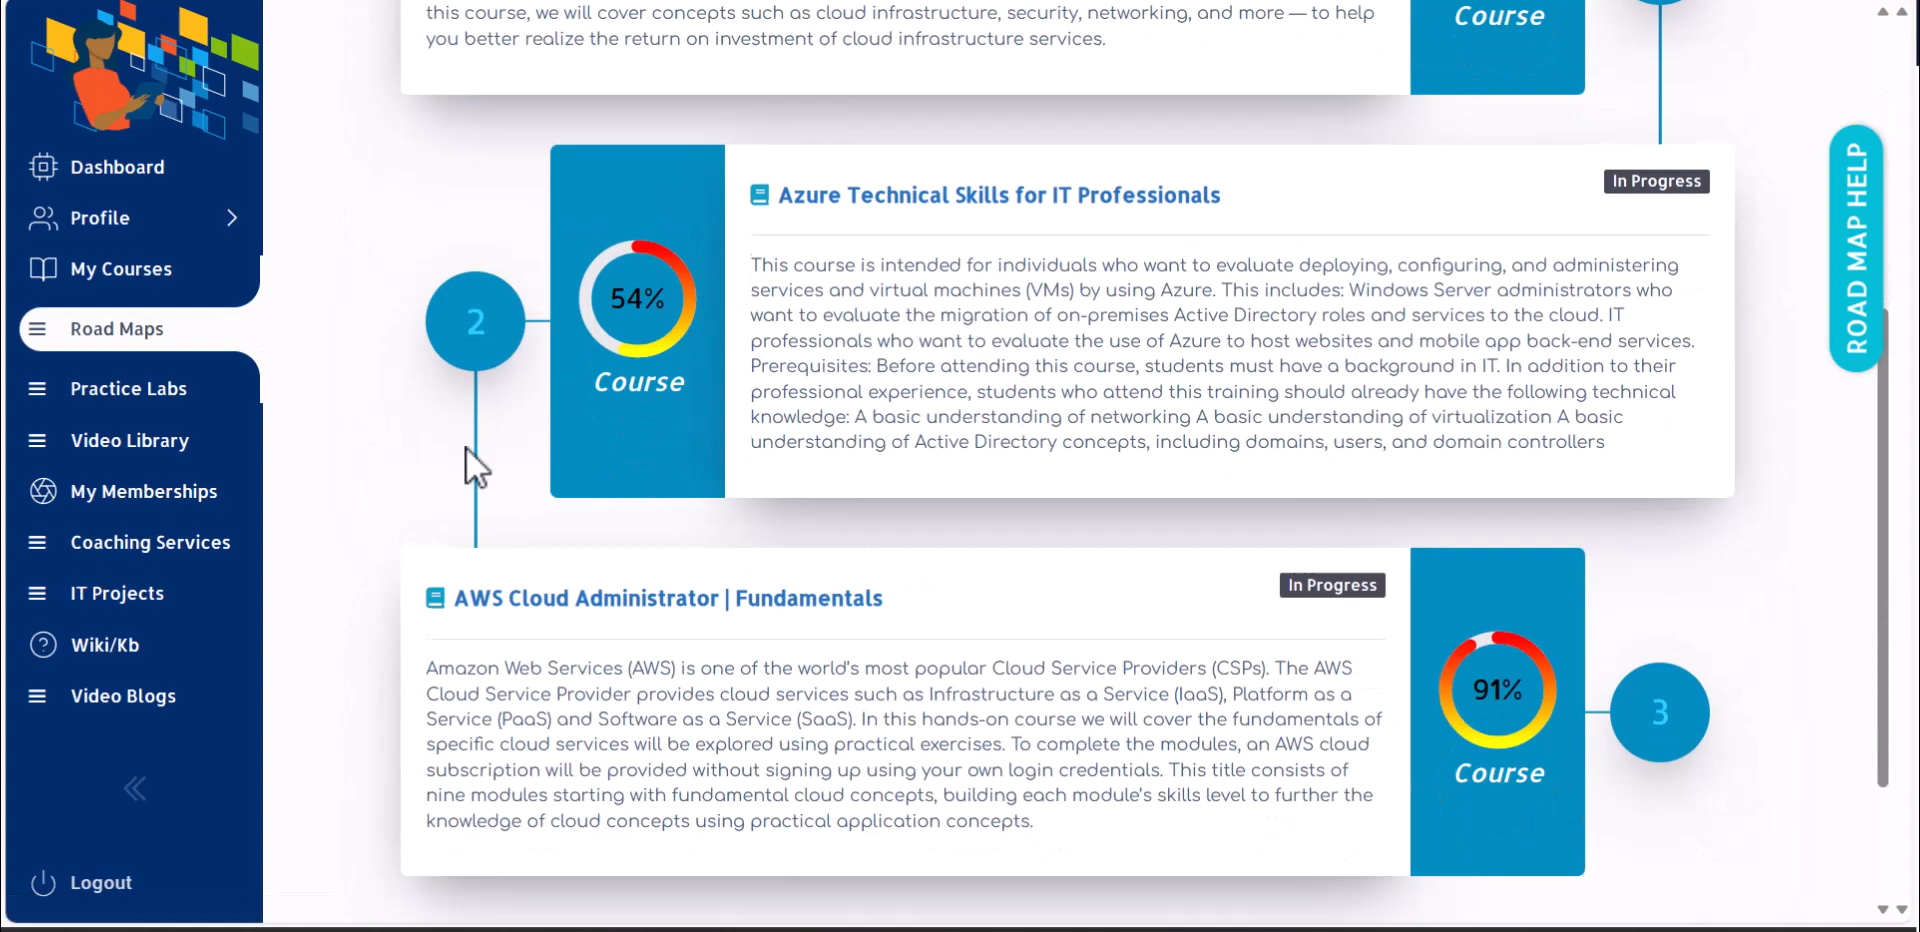 Dashboard
Profile
My Courses
Road Maps
Practice Labs
Video Library
My Memberships
Coaching Services
IT Projects
Wiki/Kb
Video Blogs
Logout
this course, we will cover concepts such as cloud infrastructure, security, networking, and more — to help
you better realize the return on investment of cloud infrastructure services.
Course
2
54%
Course
Azure Technical Skills for IT Professionals
In Progress
This course is intended for individuals who want to evaluate deploying, configuring, and administering
services and virtual machines (VMs) by using Azure. This includes: Windows Server administrators who
want to evaluate the migration of on-premises Active Directory roles and services to the cloud. IT
professionals who want to evaluate the use of Azure to host websites and mobile app back-end services.
Prerequisites: Before attending this course, students must have a background in IT. In addition to their
professional experience, students who attend this training should already have the following technical
knowledge: A basic understanding of networking A basic understanding of virtualization A basic
understanding of Active Directory concepts, including domains, users, and domain controllers
AWS Cloud Administrator | Fundamentals
In Progress
Amazon Web Services (AWS) is one of the world's most popular Cloud Service Providers (CSPs). The AWS
Cloud Service Provider provides cloud services such as Infrastructure as a Service (IaaS), Platform as a
Service (PaaS) and Software as a Service (SaaS). In this hands-on course we will cover the fundamentals of
specific cloud services will be explored using practical exercises. To complete the modules, an AWS cloud
subscription will be provided without signing up using your own login credentials. This title consists of
nine modules starting with fundamental cloud concepts, building each module's skills level to further the
knowledge of cloud concepts using practical application concepts.
91%
Course
3
ROAD MAP HELP